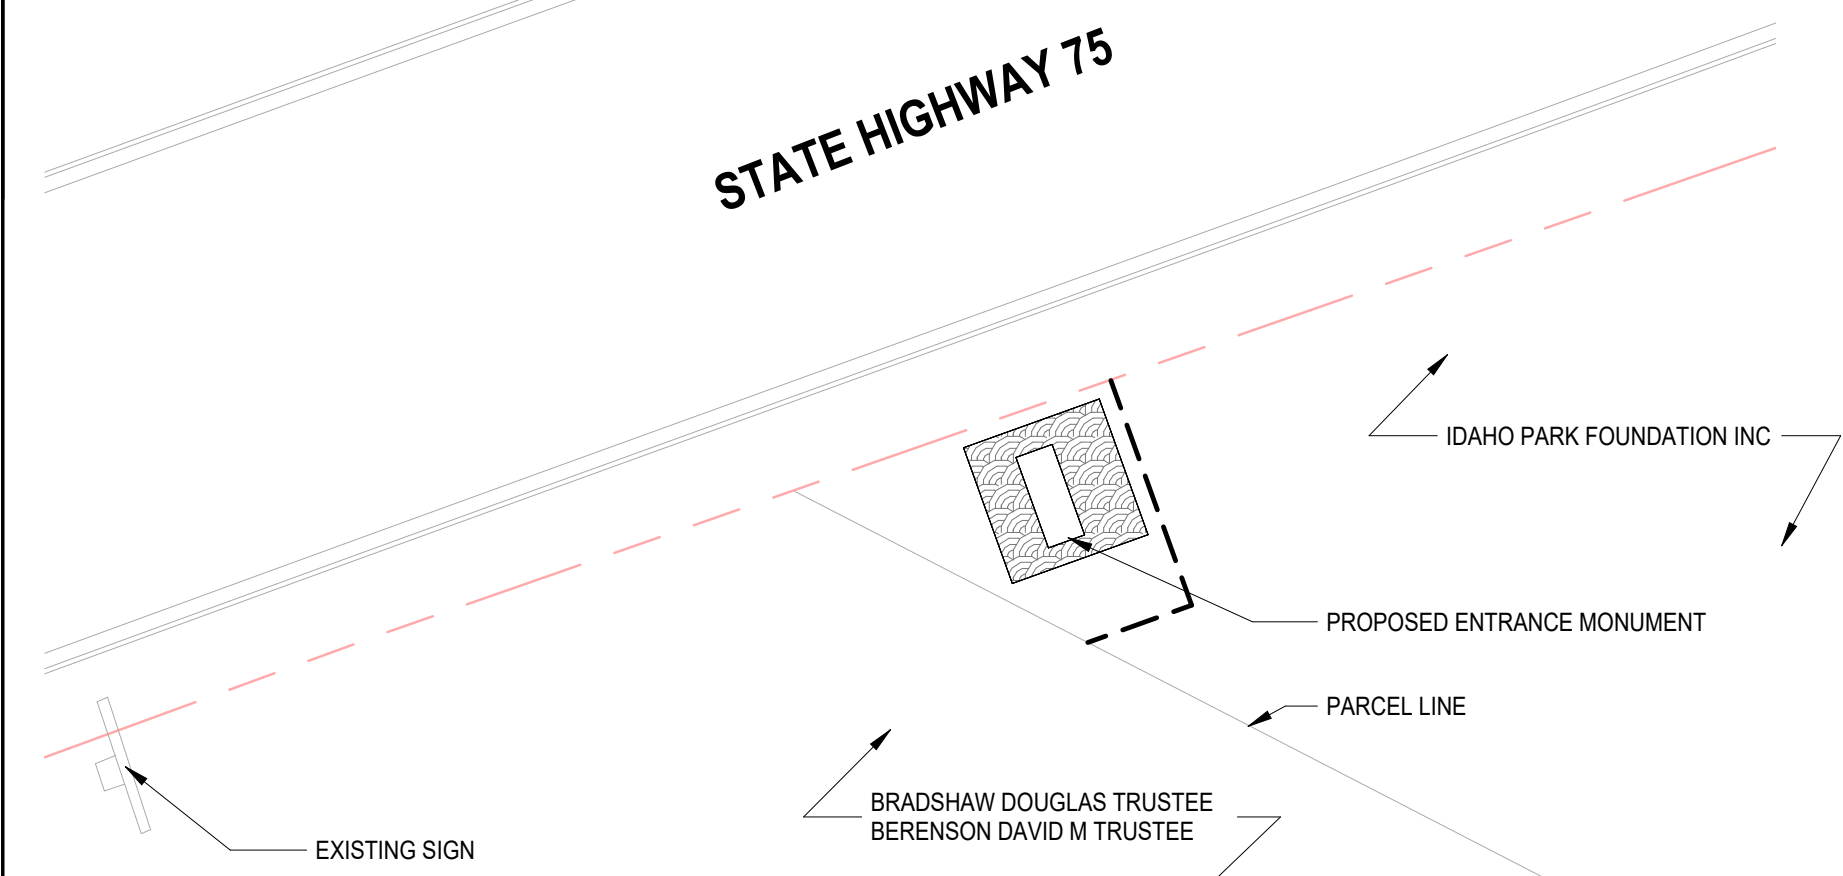 STATE HIGHWAY 75
IDAHO PARK FOUNDATION INC
PROPOSED ENTRANCE MONUMENT
PARCEL LINE
BRADSHAW DOUGLAS TRUSTEE
BERENSON DAVID M TRUSTEE
EXISTING SIGN